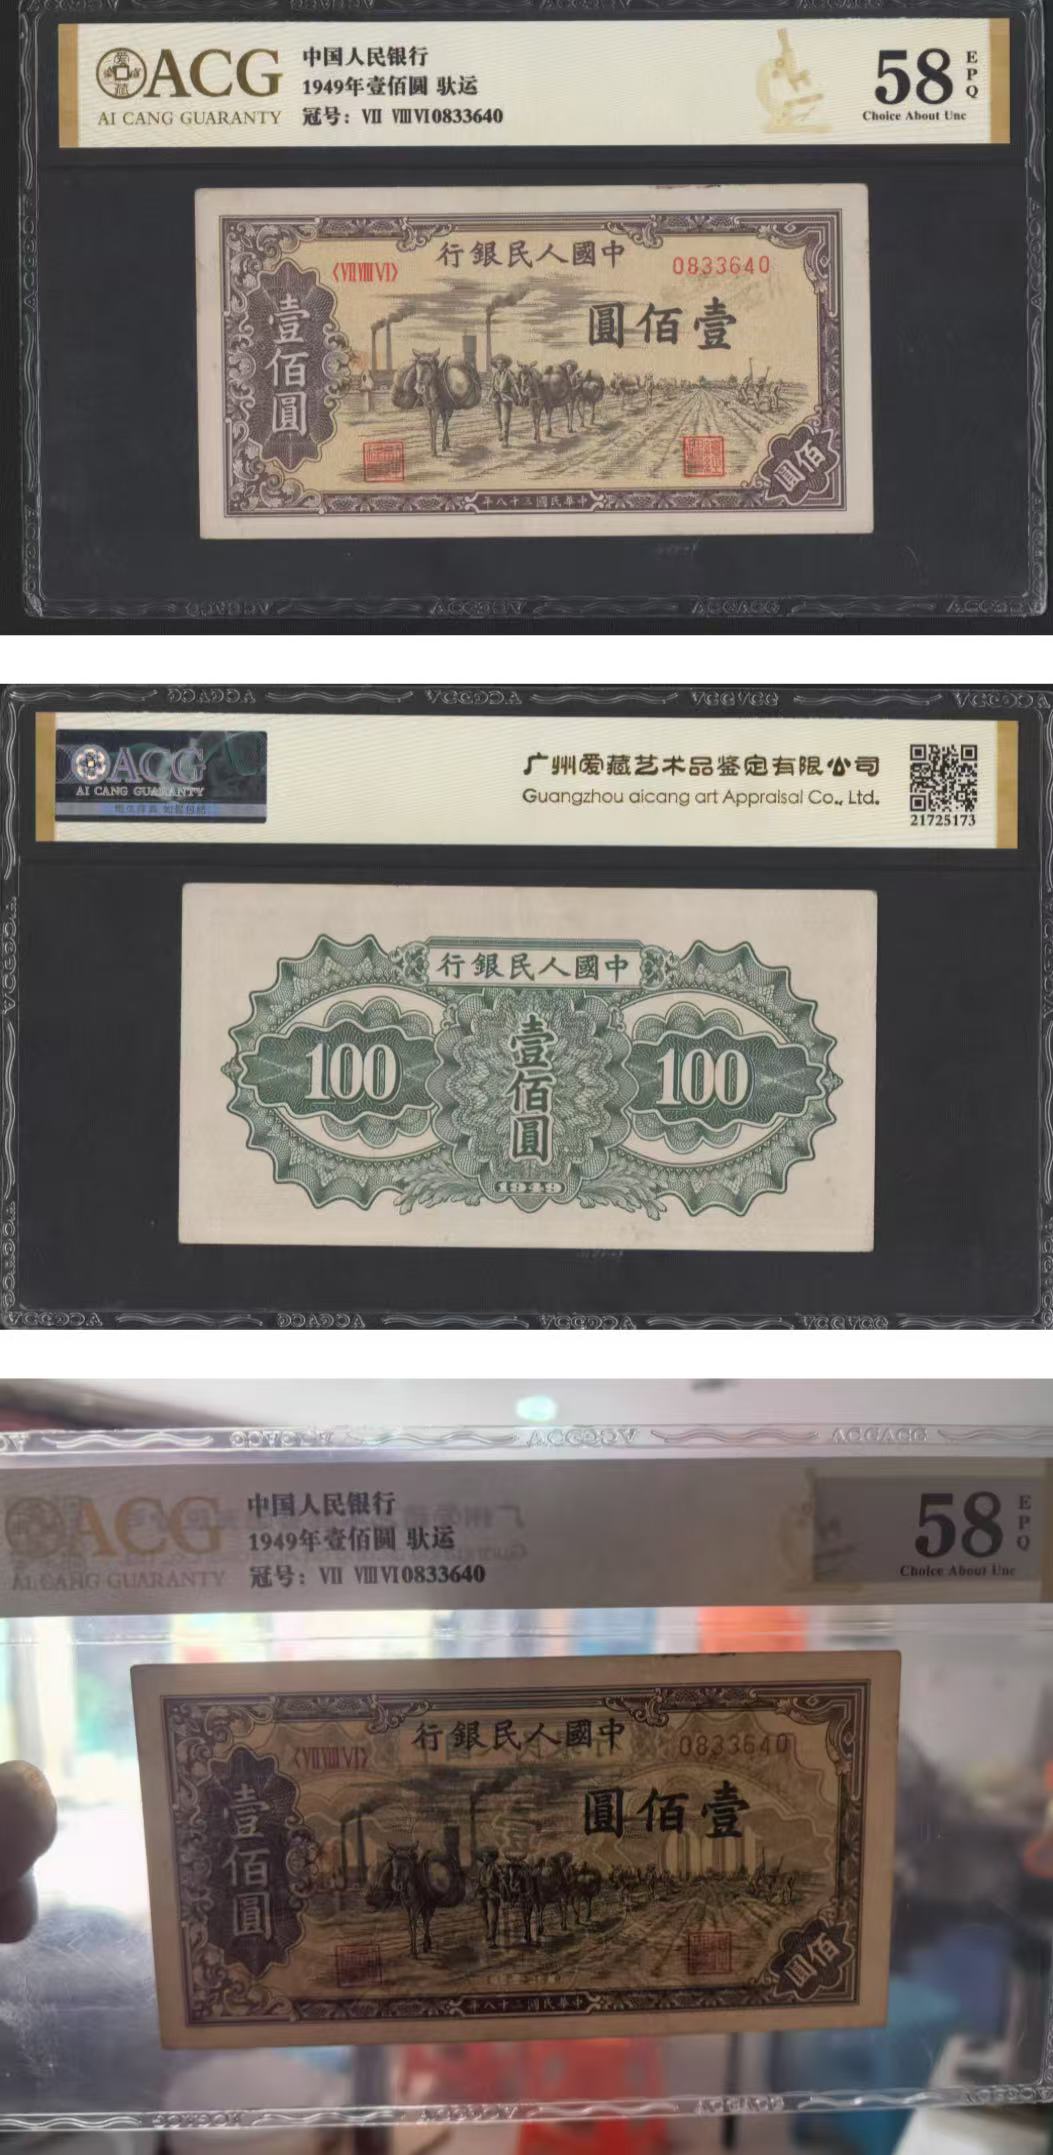 ACG
AI CANG GUARANTY
中国人民银行
1949年壹佰圆 驮运
冠号：VII VIII VI 0833640
58
EPQ
Choice About Unc
行銀民人國中
〈VII VIII VI〉
0833640
圓佰壹
壹佰圓
佰圓
年八十三國民華中
ACG
AI CANG GUARANTY
广州爱藏艺术品鉴定有限公司
Guangzhou aicang art Appraisal Co., Ltd.
21725173
行銀民人國中
100
壹佰圓
100
1949
ACG
AI CANG GUARANTY
中国人民银行
1949年壹佰圆 驮运
冠号：VII VIII VI 0833640
58
EPQ
Choice About Unc
行銀民人國中
〈VII VIII VI〉
0833640
圓佰壹
壹佰圓
佰圓
年八十三國民華中